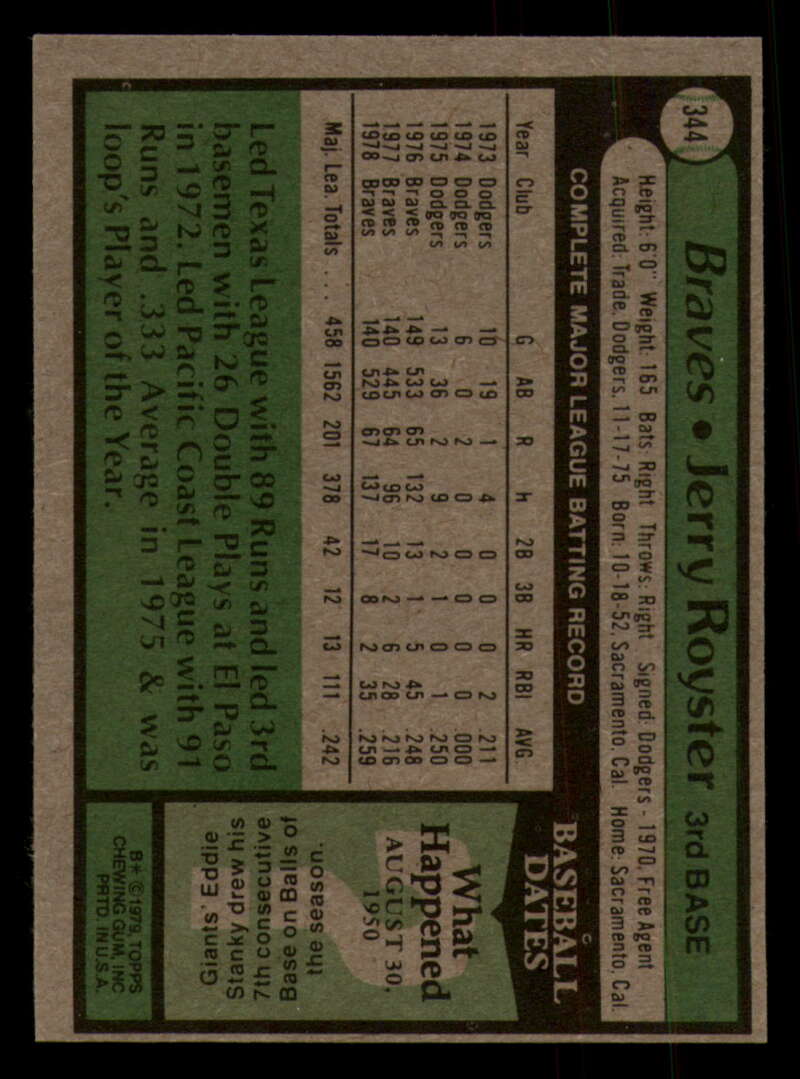 344
Braves • Jerry Royster 3rd BASE
Height: 6'0" Weight: 165 Bats: Right Throws: Right Signed: Dodgers - 1970, Free Agent
Acquired: Trade, Dodgers, 11-17-75 Born: 10-18-52, Sacramento, Cal. Home: Sacramento, Cal.
COMPLETE MAJOR LEAGUE BATTING RECORD
Year Club G AB R h 2B 3B HR RBI AVG.
1973 Dodgers 10 19 1 4 0 0 0 2 .211
1974 Dodgers 6 0 2 0 0 0 0 0 .000
1975 Dodgers 13 36 2 9 2 1 0 1 .250
1976 Braves 149 533 65 132 13 1 5 45 .248
1977 Braves 140 445 64 96 10 2 6 28 .216
1978 Braves 140 529 67 137 17 8 2 35 .259
Maj. Lea. Totals . . . 458 1562 201 378 42 12 13 111 .242
Led Texas League with 89 Runs and led 3rd
basemen with 26 Double Plays at El Paso
in 1972. Led Pacific Coast League with 91
Runs and .333 Average in 1975 & was
loop's Player of the Year.
BASEBALL
DATES
©
What
Happened
AUGUST 30,
1950
Giants' Eddie
Stanky drew his
7th consecutive
Base on Balls of
the season.
B* © 1979, TOPPS
CHEWING GUM, INC
PRTD. IN U.S.A.